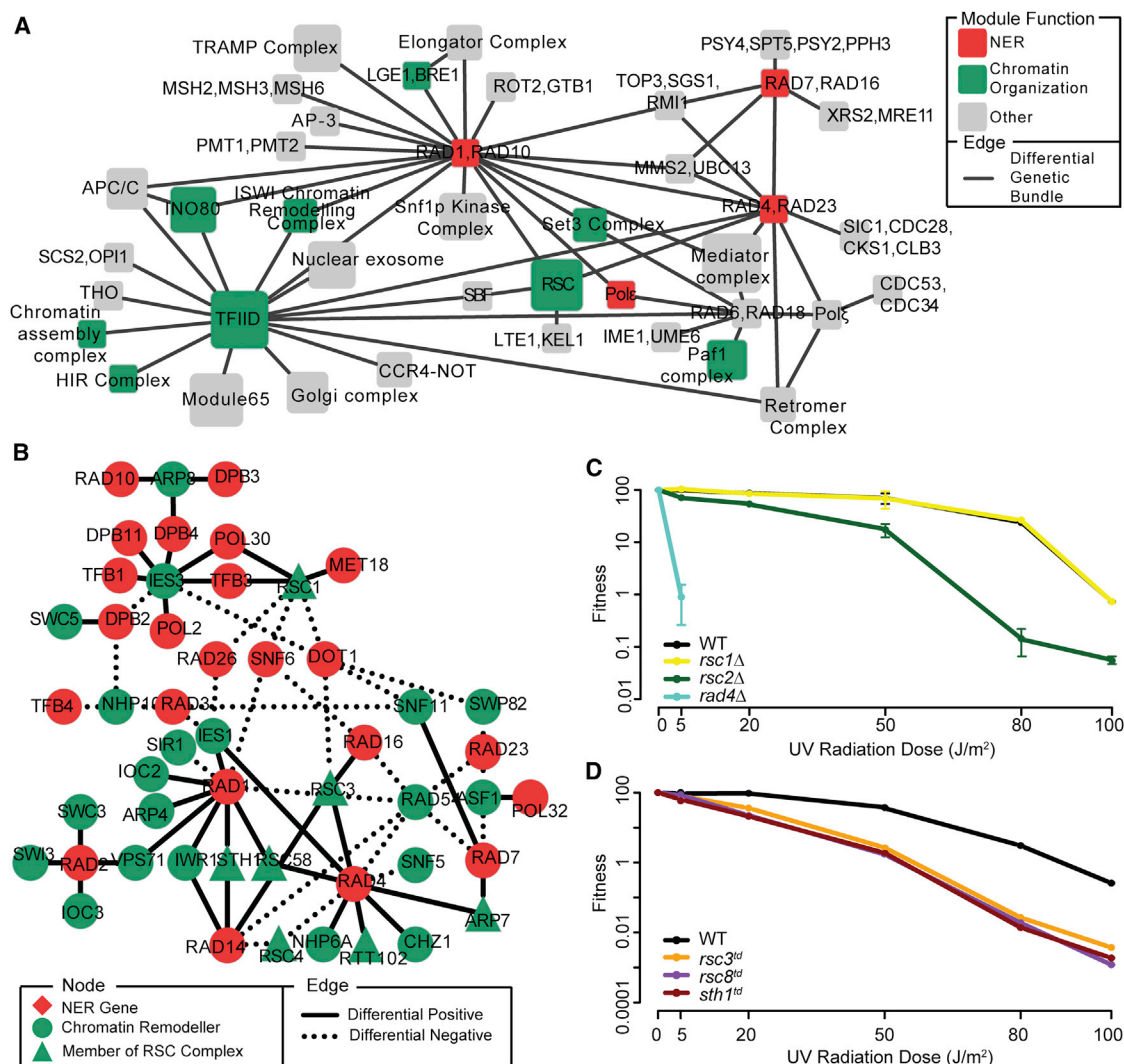 A
TRAMP Complex
Elongator Complex
LGE1,BRE1
MSH2,MSH3,MSH6
ROT2,GTB1
AP-3
PMT1,PMT2
RAD1,RAD10
PSY4,SPT5,PSY2,PPH3
TOP3,SGS1,
RMI1
RAD7,RAD16
XRS2,MRE11
MMS2,UBC13
APC/C
INO80
ISWI Chromatin
Remodelling
Complex
Snf1p Kinase
Complex
Set3 Complex
RAD4,RAD23
SIC1,CDC28,
CKS1,CLB3
SCS2,OPI1
Nuclear exosome
Mediator
complex
THO
TFIID
SBF
RSC
Polε
RAD6,RAD18
Polζ
CDC53,
CDC34
Chromatin
assembly
complex
LTE1,KEL1
IME1,UME6
Paf1
complex
HIR Complex
Module65
Golgi complex
CCR4-NOT
Retromer
Complex
Module Function
NER
Chromatin
Organization
Other
Edge
Differential
Genetic
Bundle
B
RAD10
ARP8
DPB3
DPB11
DPB4
POL30
TFB1
IES3
TFB3
RSC1
MET18
SWC5
DPB2
POL2
RAD26
SNF6
DOT1
TFB4
NHP10
RAD3
SNF11
SWP82
SIR1
IES1
RAD16
RAD23
IOC2
RAD1
RSC3
ASF1
POL32
SWC3
ARP4
SWI3
RAD2
VPS71
IWR1
STH1
RSC58
SNF5
RAD7
RAD4
IOC3
ARP7
RAD14
RSC4
NHP6A
RTT102
CHZ1
Node
NER Gene
Chromatin Remodeller
Member of RSC Complex
Edge
Differential Positive
Differential Negative
C
Fitness
100
10
1
0.1
0.01
WT
rsc1Δ
rsc2Δ
rad4Δ
0 5 20 50 80 100
UV Radiation Dose (J/m²)
D
Fitness
100
1
0.01
0.0001
WT
rsc3td
rsc8td
sth1td
0 5 20 50 80 100
UV Radiation Dose (J/m²)